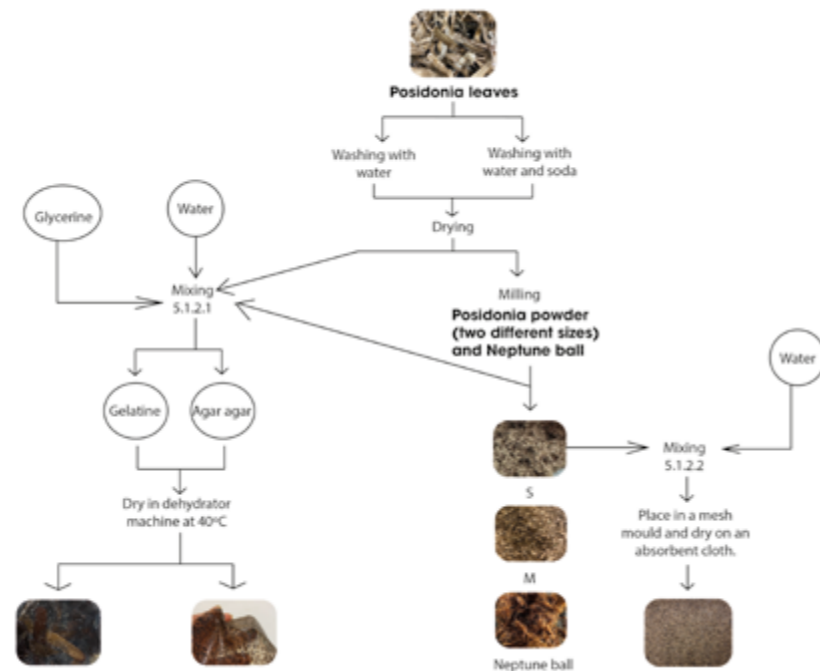 Posidonia leaves
Washing with
water
Washing with
water and soda
Glycerine
Water
Drying
Mixing
5.1.2.1
Milling
Posidonia powder
(two different sizes)
and Neptune ball
Water
Gelatine
Agar agar
Mixing
5.1.2.2
S
Dry in dehydrator
machine at 40ºC
Place in a mesh
mould and dry on an
absorbent cloth.
M
Neptune ball